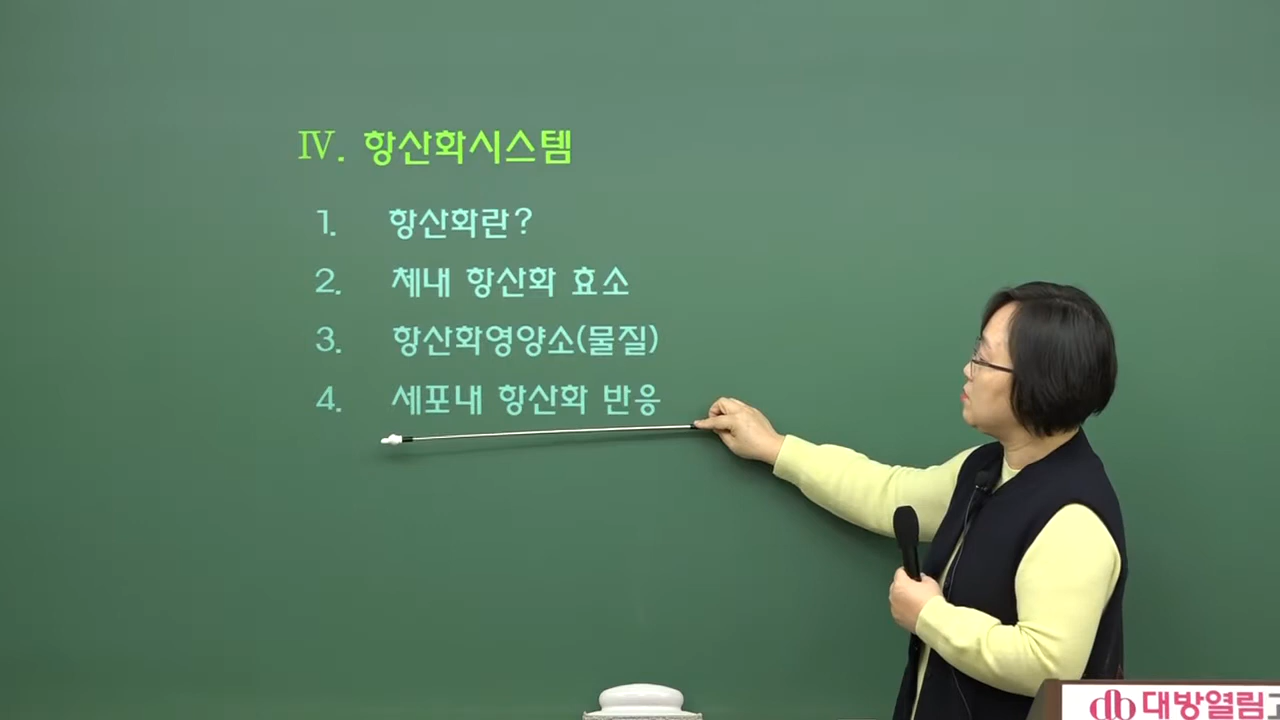 Ⅳ. 항산화시스템
1. 항산화란?
2. 체내 항산화 효소
3. 항산화영양소(물질)
4. 세포내 항산화 반응
대방열림